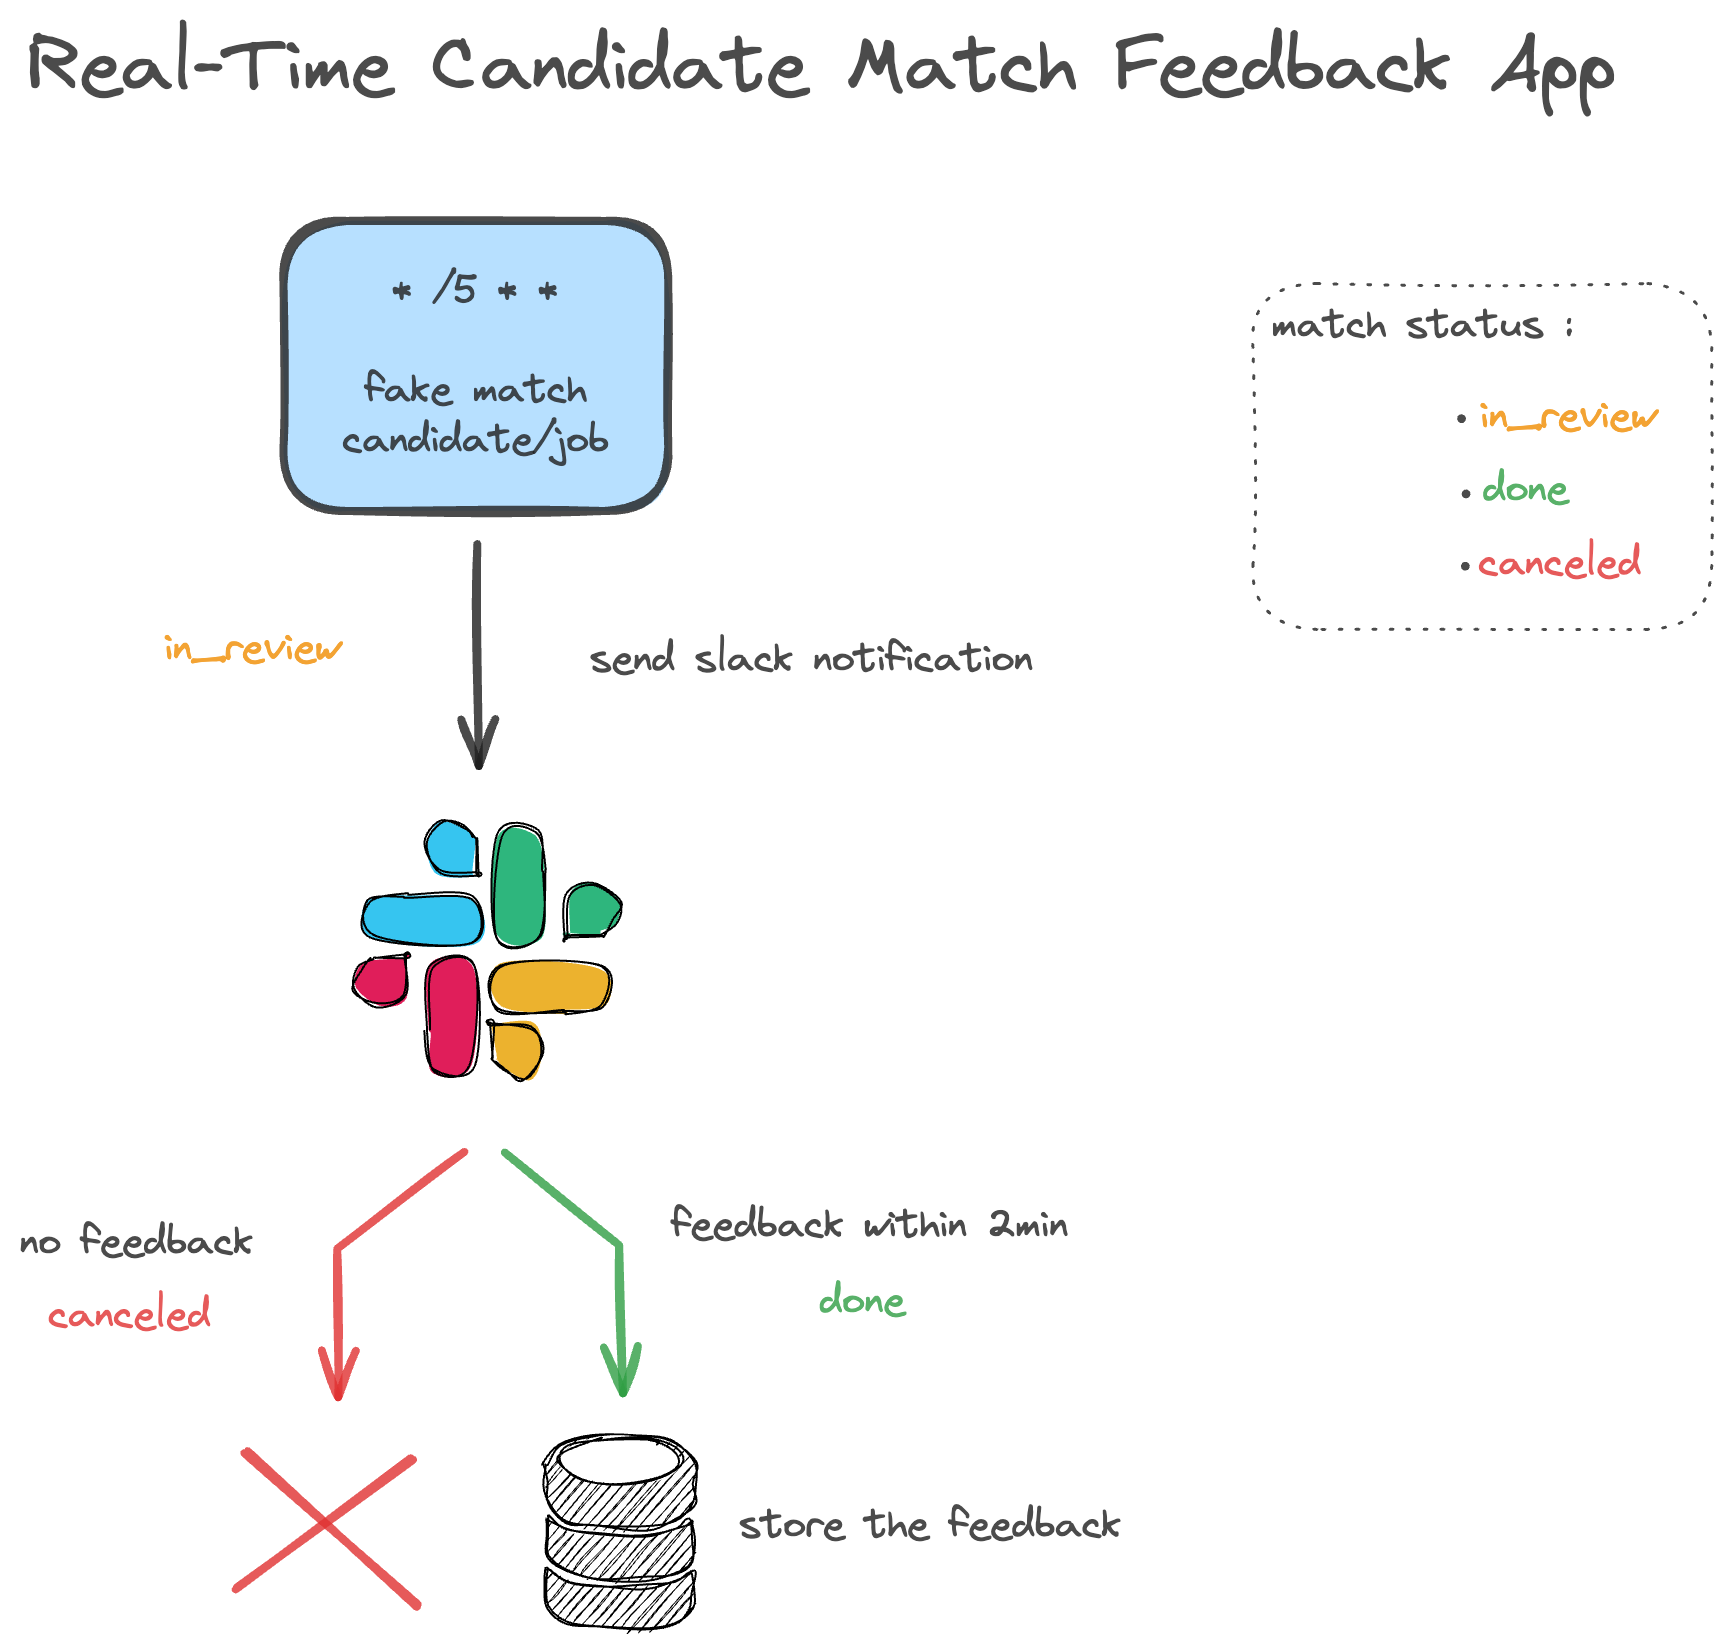 Real-Time Candidate Match Feedback App
* /5 * *
fake match
candidate/job
match status :
• in_review
• done
• canceled
in_review
send slack notification
no feedback
canceled
feedback within 2min
done
store the feedback